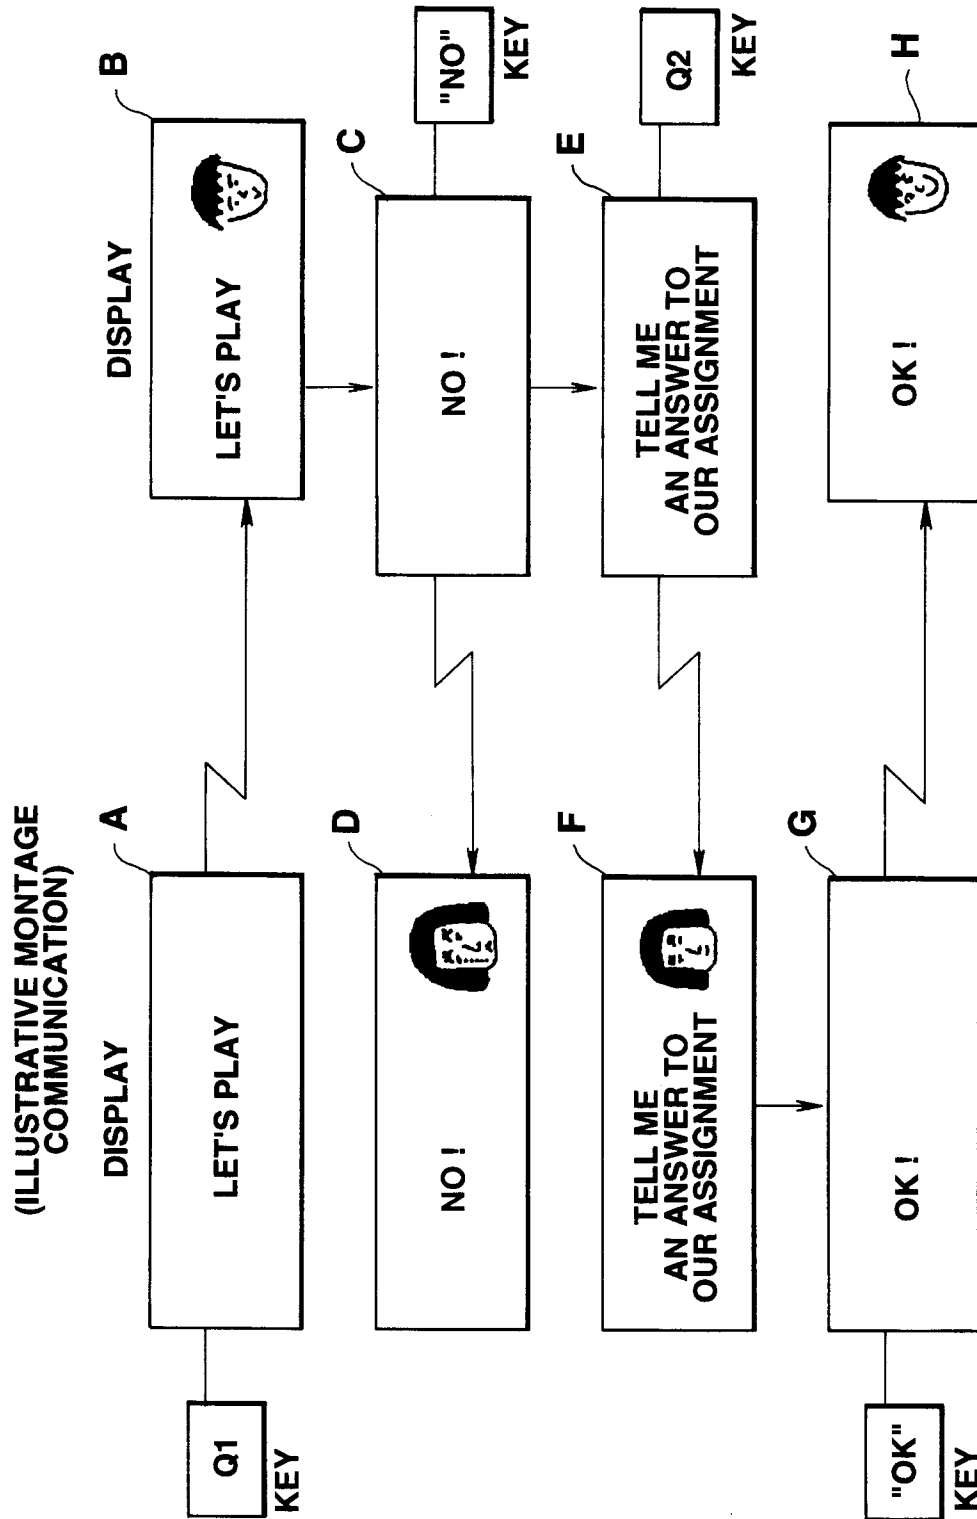 (ILLUSTRATIVE MONTAGE
COMMUNICATION)
DISPLAY
DISPLAY
A
B
Q1
KEY
LET'S PLAY
LET'S PLAY
D
C
NO !
NO !
"NO"
KEY
F
E
TELL ME
AN ANSWER TO
OUR ASSIGNMENT
TELL ME
AN ANSWER TO
OUR ASSIGNMENT
Q2
KEY
G
H
"OK"
KEY
OK !
OK !